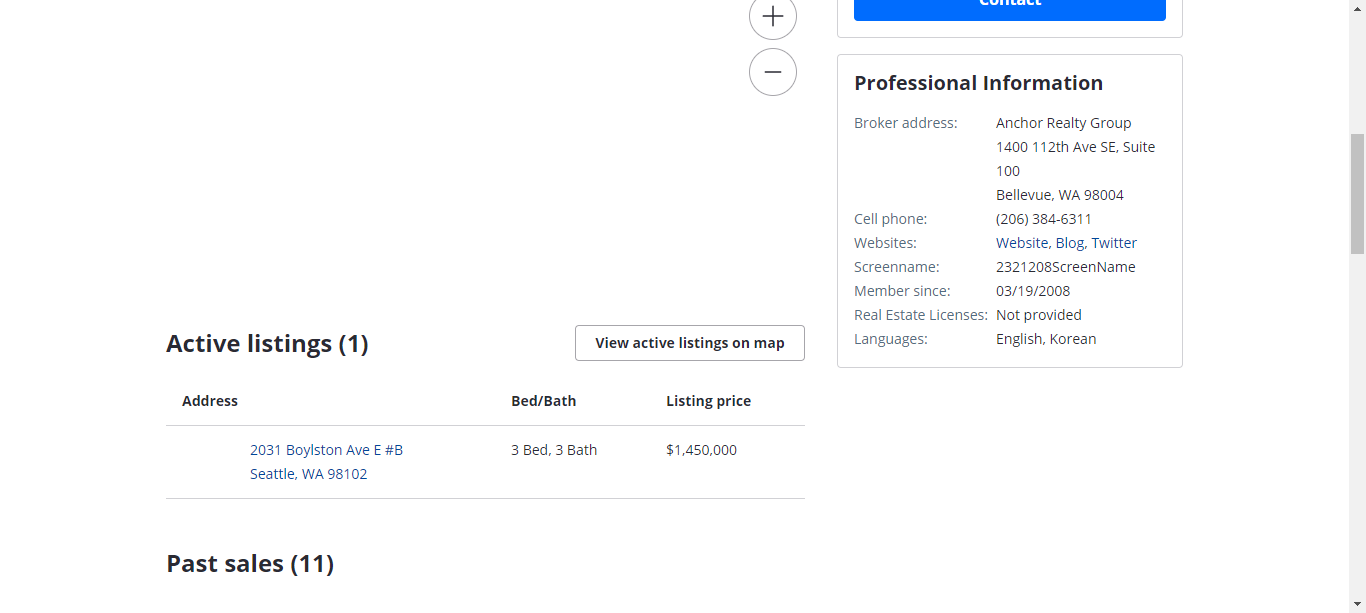 Contact
Professional Information
Broker address: Anchor Realty Group
1400 112th Ave SE, Suite
100
Bellevue, WA 98004
Cell phone: (206) 384-6311
Websites: Website, Blog, Twitter
Screenname: 2321208ScreenName
Member since: 03/19/2008
Real Estate Licenses: Not provided
Languages: English, Korean
Active listings (1)
View active listings on map
Address Bed/Bath Listing price
2031 Boylston Ave E #B 3 Bed, 3 Bath $1,450,000
Seattle, WA 98102
Past sales (11)